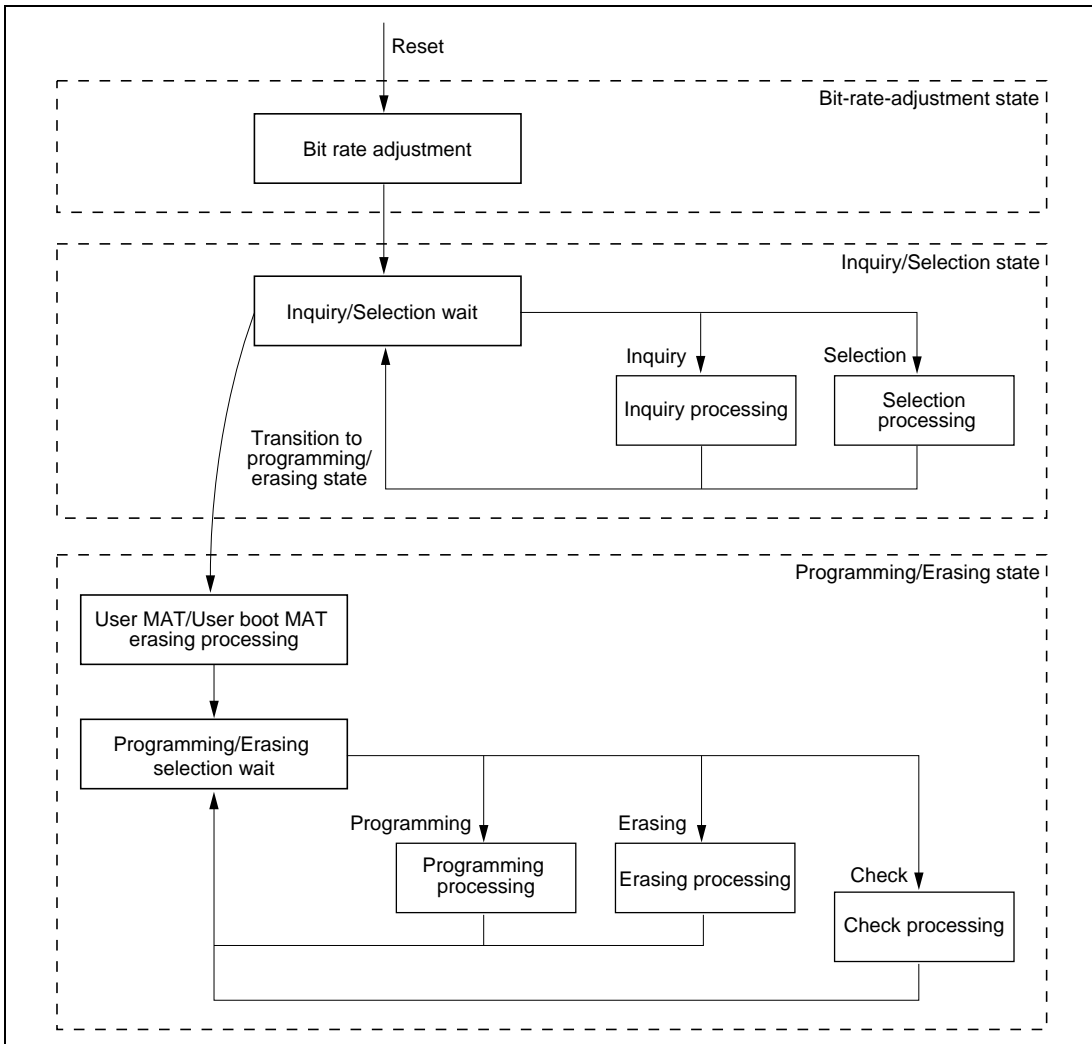 Reset
Bit-rate-adjustment state
Bit rate adjustment
Inquiry/Selection state
Inquiry/Selection wait
Inquiry
Selection
Inquiry processing
Selection
processing
Transition to
programming/
erasing state
Programming/Erasing state
User MAT/User boot MAT
erasing processing
Programming/Erasing
selection wait
Programming
Erasing
Programming
processing
Erasing processing
Check
Check processing